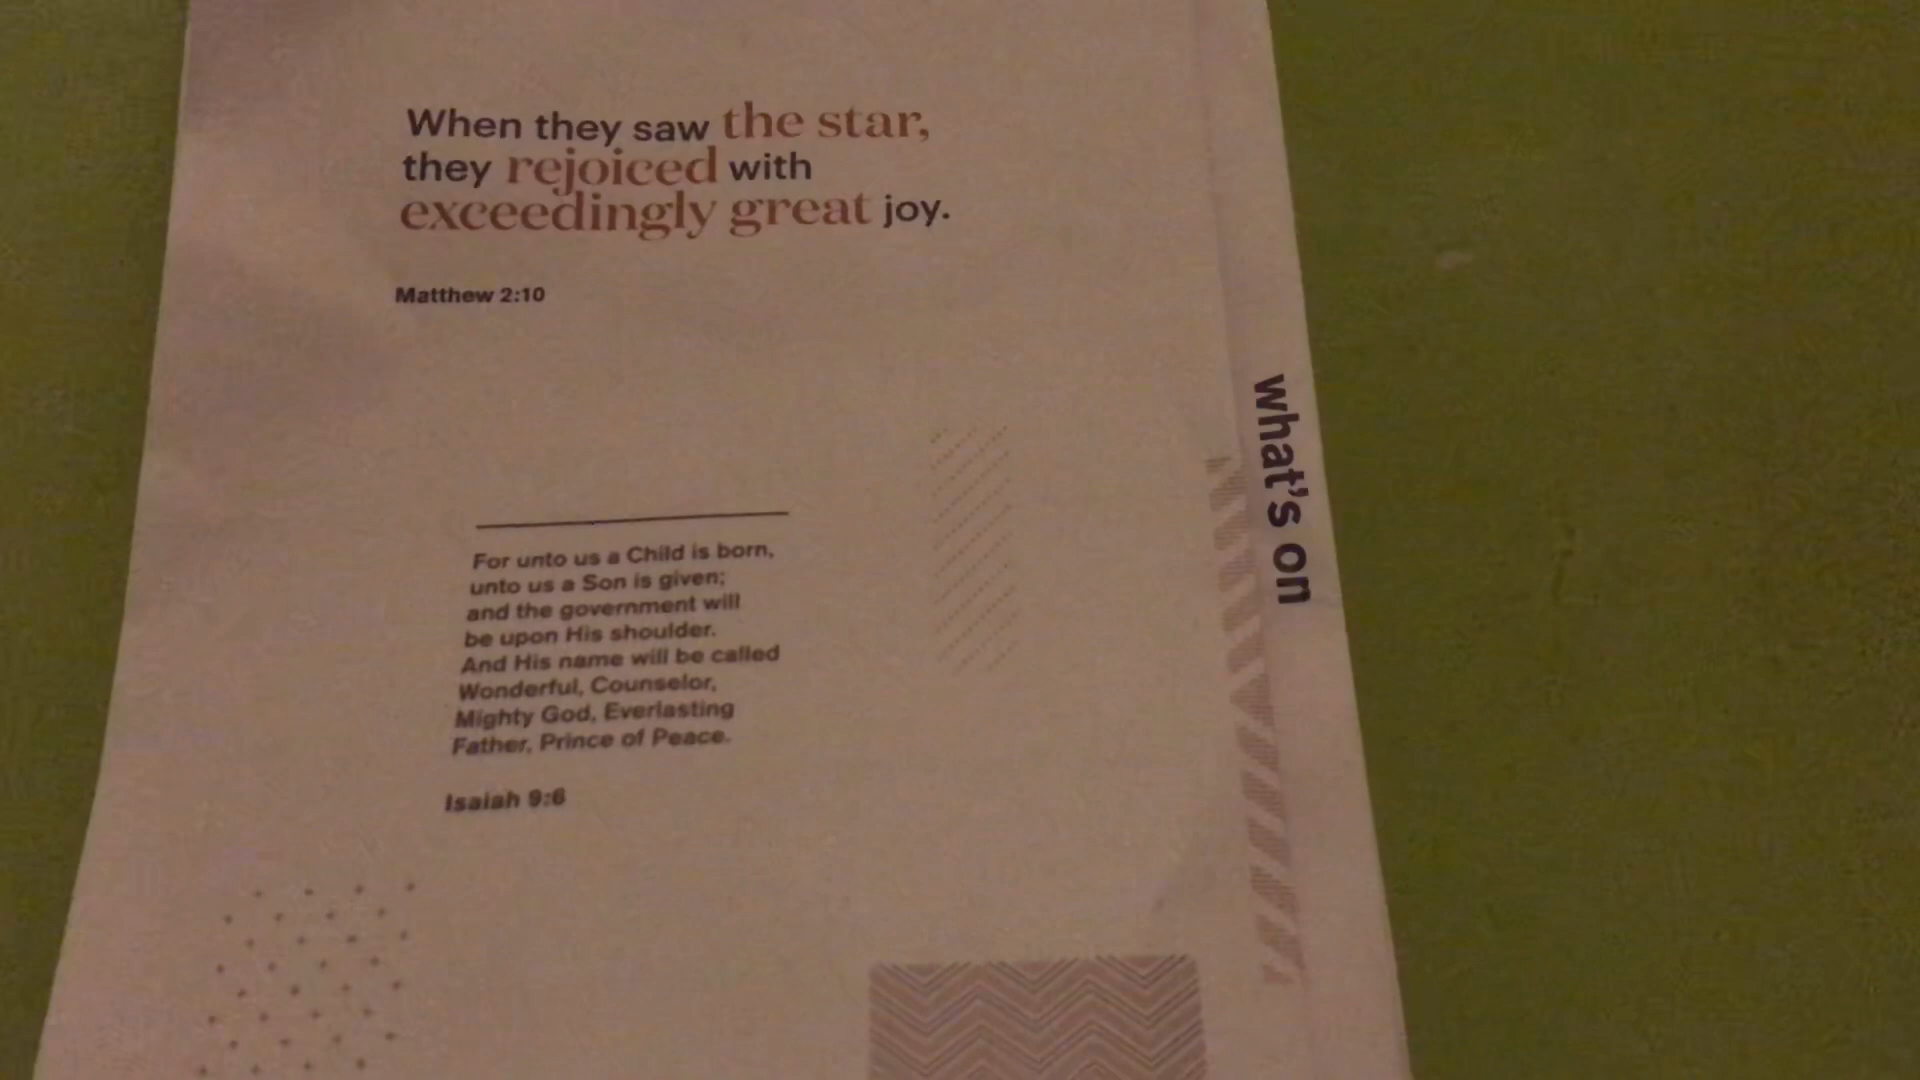 When they saw the star,
they rejoiced with
exceedingly great joy.
Matthew 2:10
For unto us a Child is born,
unto us a Son is given;
and the government will
be upon His shoulder.
And His name will be called
Wonderful, Counselor,
Mighty God, Everlasting
Father, Prince of Peace.
Isaiah 9:6
what's on